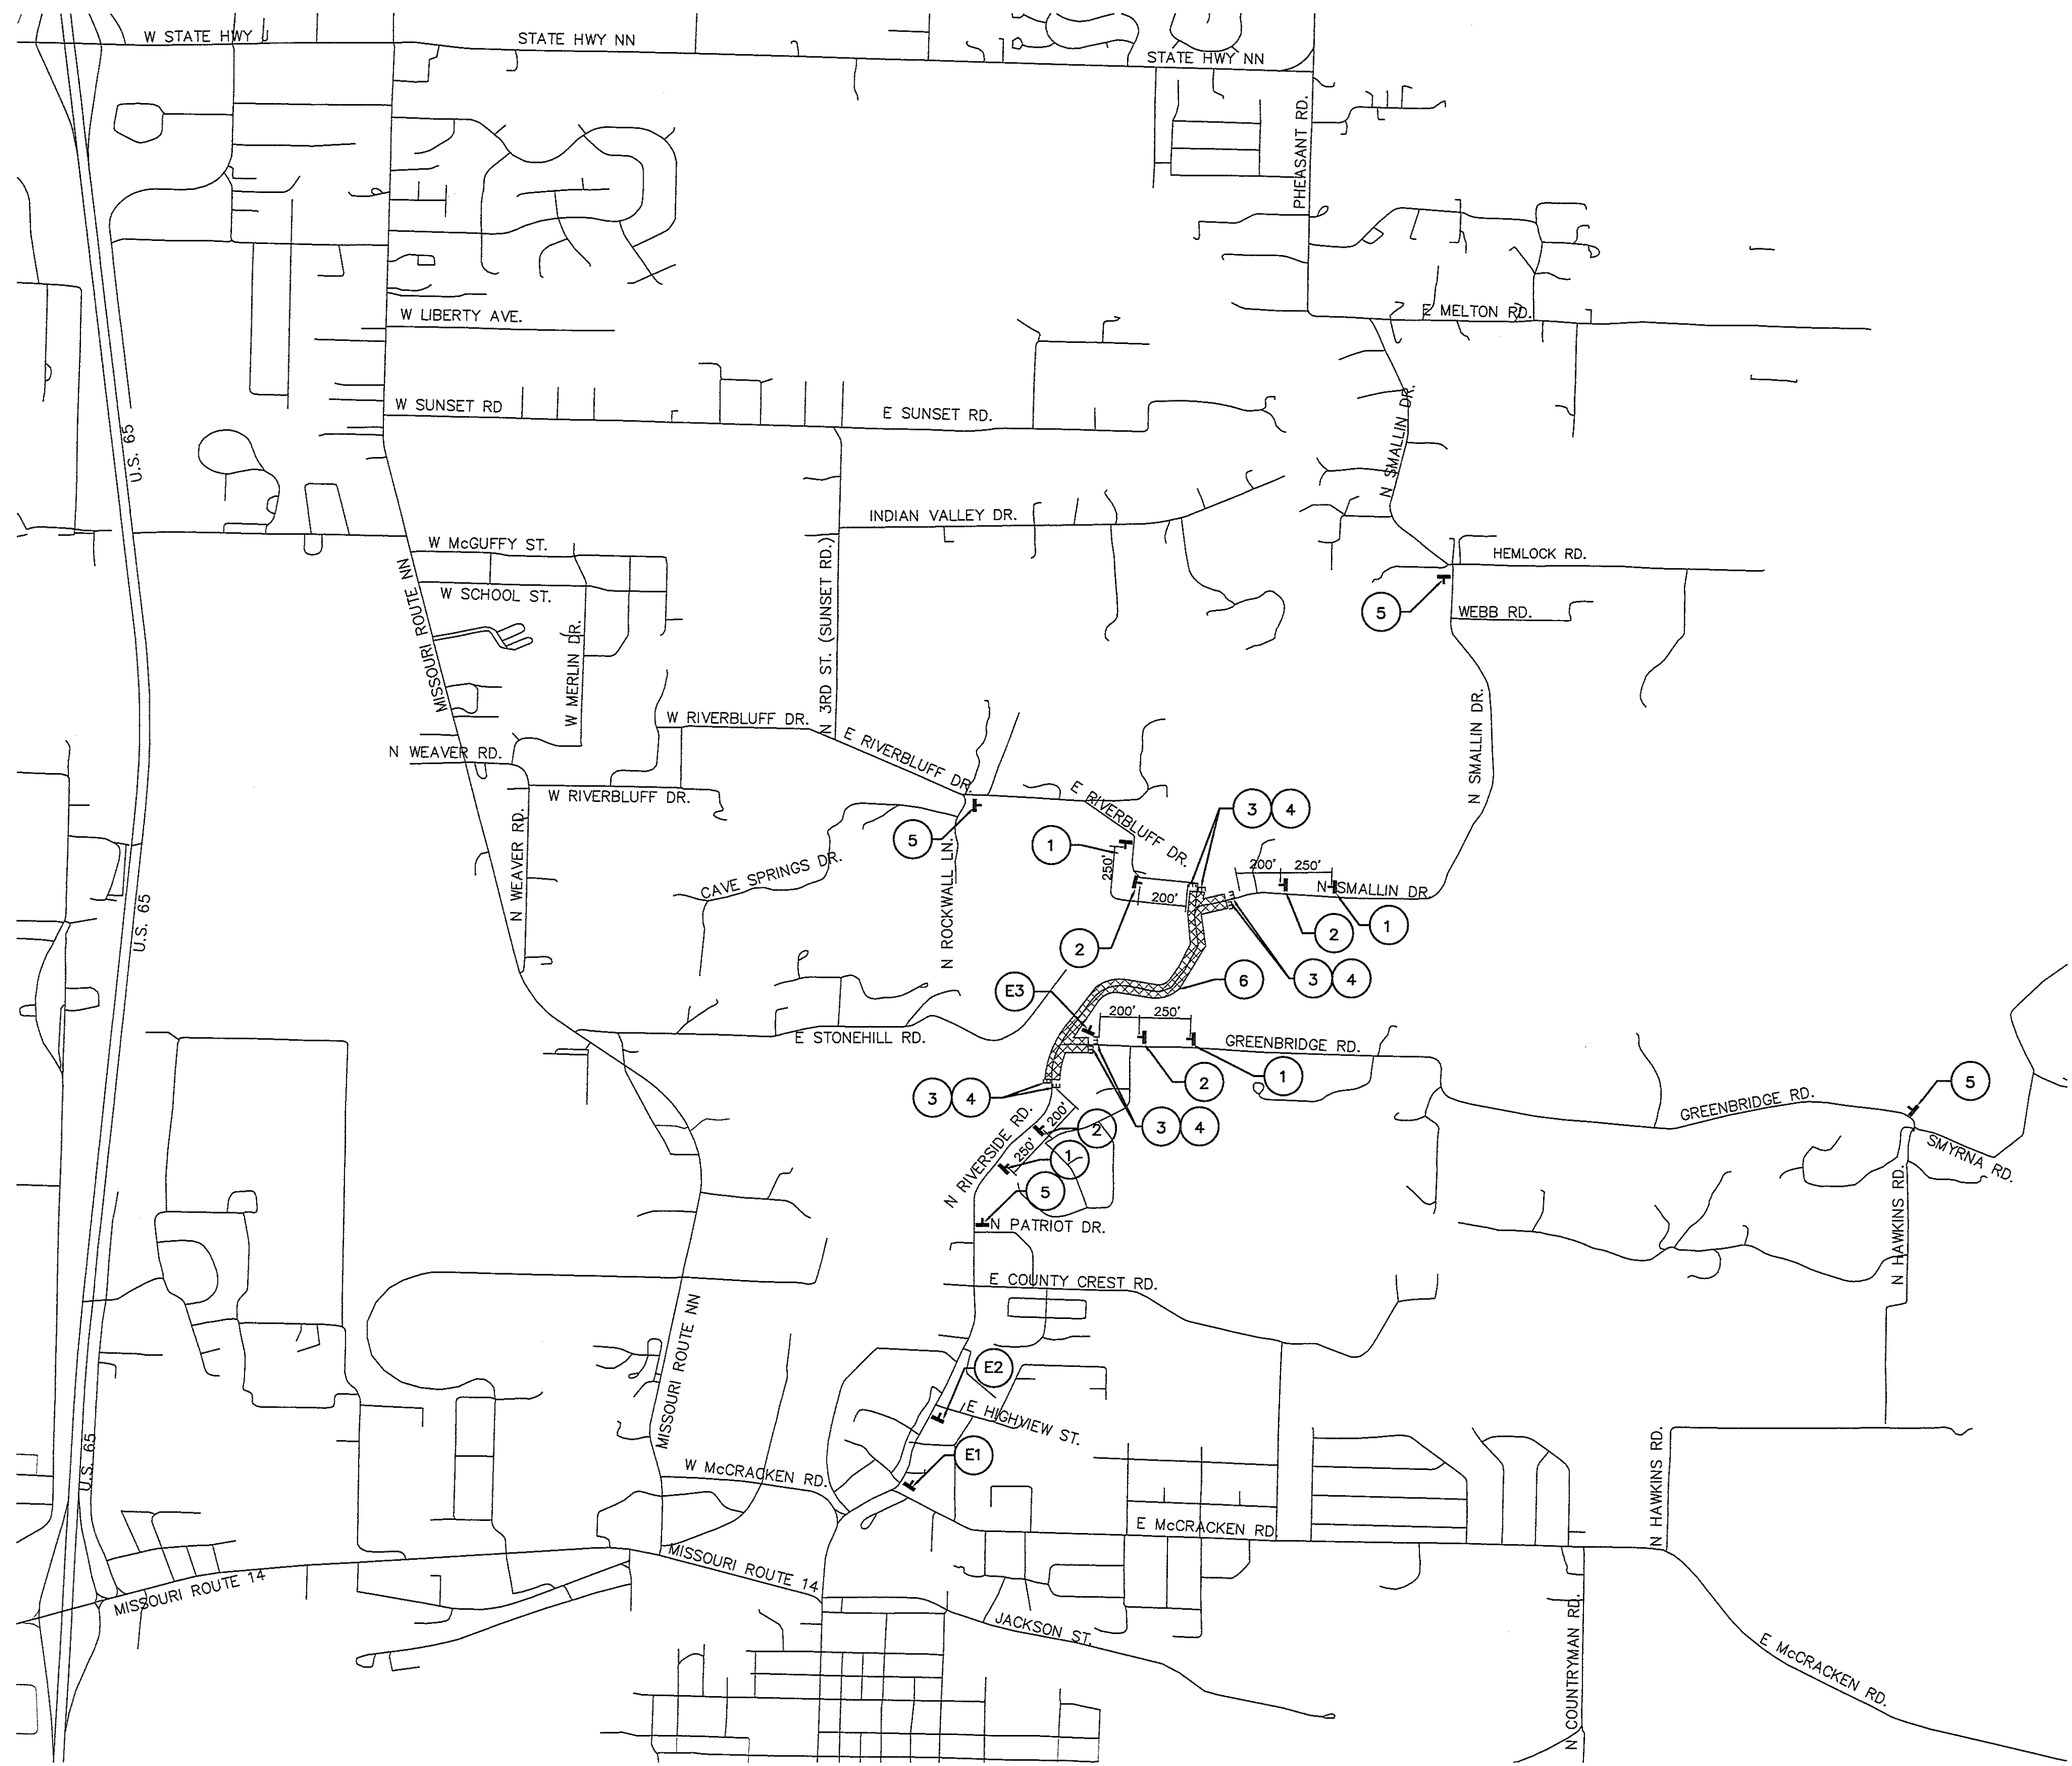 W STATE HWY J
STATE HWY NN
STATE HWY NN
PHEASANT RD.
W LIBERTY AVE.
E MELTON RD.
W SUNSET RD
E SUNSET RD.
N SMALLIN DR.
U.S. 65
INDIAN VALLEY DR.
W McGUFFY ST.
HEMLOCK RD.
MISSOURI ROUTE NN
W SCHOOL ST.
N 3RD ST. (SUNSET RD.)
5
WEBB RD.
W MERLIN DR.
W RIVERBLUFF DR.
E RIVERBLUFF DR.
N SMALLIN DR.
N WEAVER RD.
W RIVERBLUFF DR.
E RIVERBLUFF DR.
3 4
5
1
250'
200' 250'
N WEAVER RD.
CAVE SPRINGS DR.
N ROCKWALL LN.
200'
N SMALLIN DR.
U.S. 65
2
2
1
3 4
E3
6
200' 250'
E STONEHILL RD.
GREENBRIDGE RD.
2
1
5
3 4
200'
GREENBRIDGE RD.
N RIVERSIDE RD.
250'
2
3 4
1
SMYRNA RD.
5
N PATRIOT DR.
N HAWKINS RD.
E COUNTY CREST RD.
MISSOURI ROUTE NN
E2
E HIGHVIEW ST.
U.S. 65
E1
W McCRACKEN RD.
N HAWKINS RD.
E McCRACKEN RD.
MISSOURI ROUTE 14
MISSOURI ROUTE 14
JACKSON ST.
N COUNTRYMAN RD.
E McCRACKEN RD.